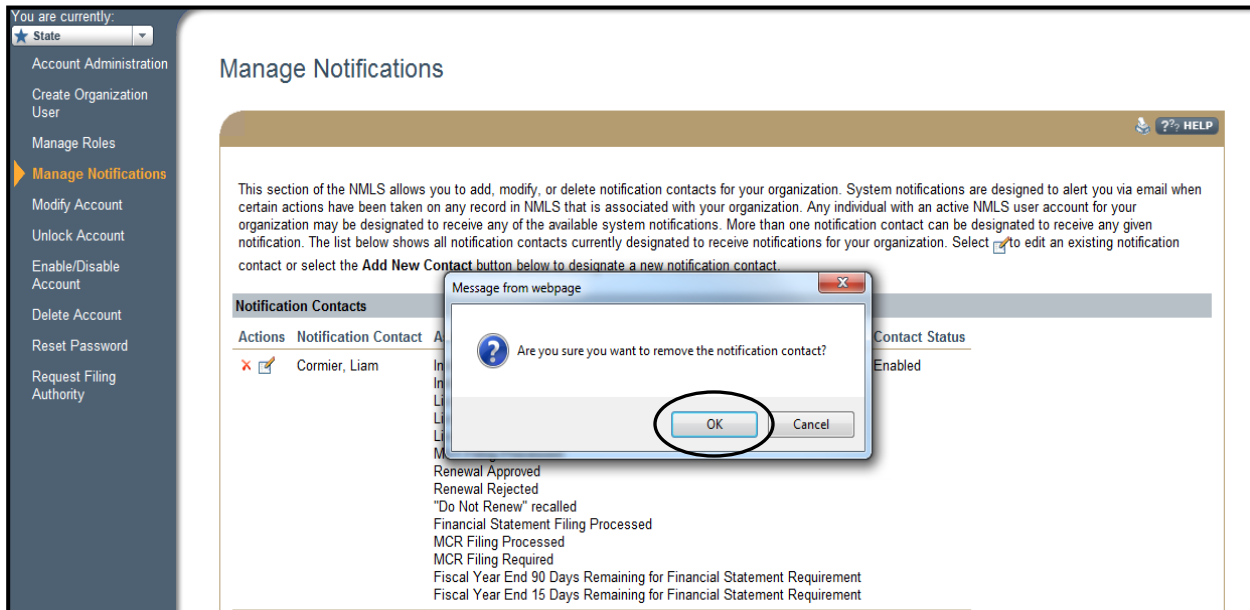 You are currently:
State
Account Administration
Create Organization
User
Manage Roles
Manage Notifications
Modify Account
Unlock Account
Enable/Disable
Account
Delete Account
Reset Password
Request Filing
Authority
Manage Notifications
??? HELP
This section of the NMLS allows you to add, modify, or delete notification contacts for your organization. System notifications are designed to alert you via email when
certain actions have been taken on any record in NMLS that is associated with your organization. Any individual with an active NMLS user account for your
organization may be designated to receive any of the available system notifications. More than one notification contact can be designated to receive any given
notification. The list below shows all notification contacts currently designated to receive notifications for your organization. Select to edit an existing notification
contact or select the Add New Contact button below to designate a new notification contact.
Message from webpage
Are you sure you want to remove the notification contact?
OK Cancel
Notification Contacts
Actions Notification Contact A Contact Status
Cormier, Liam In Enabled
In
Li
Li
Li
Renewal Approved
Renewal Rejected
"Do Not Renew" recalled
Financial Statement Filing Processed
MCR Filing Processed
MCR Filing Required
Fiscal Year End 90 Days Remaining for Financial Statement Requirement
Fiscal Year End 15 Days Remaining for Financial Statement Requirement